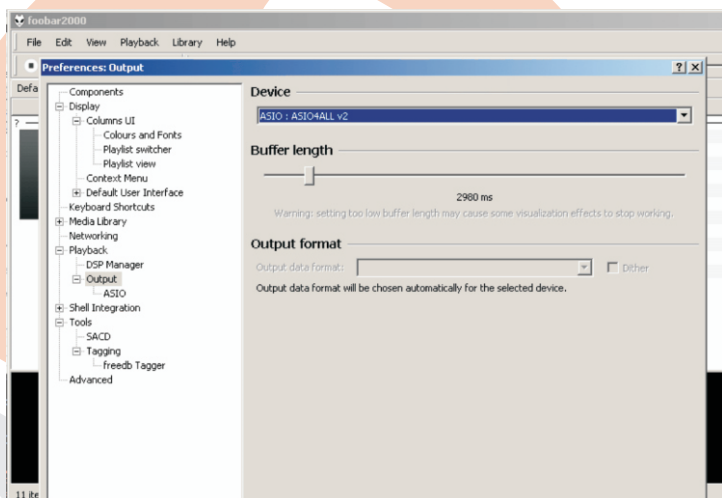 foobar2000
File Edit View Playback Library Help
Preferences: Output
Defa
?
Components
Display
Columns UI
Colours and Fonts
Playlist switcher
Playlist view
Context Menu
Default User Interface
Keyboard Shortcuts
Media Library
Networking
Playback
DSP Manager
Output
ASIO
Shell Integration
Tools
SACD
Tagging
freedb Tagger
Advanced
Device
ASIO : ASIO4ALL v2
Buffer length
2980 ms
Warning: setting too low buffer length may cause some visualization effects to stop working.
Output format
Output data format:
Dither
Output data format will be chosen automatically for the selected device.
11 ite